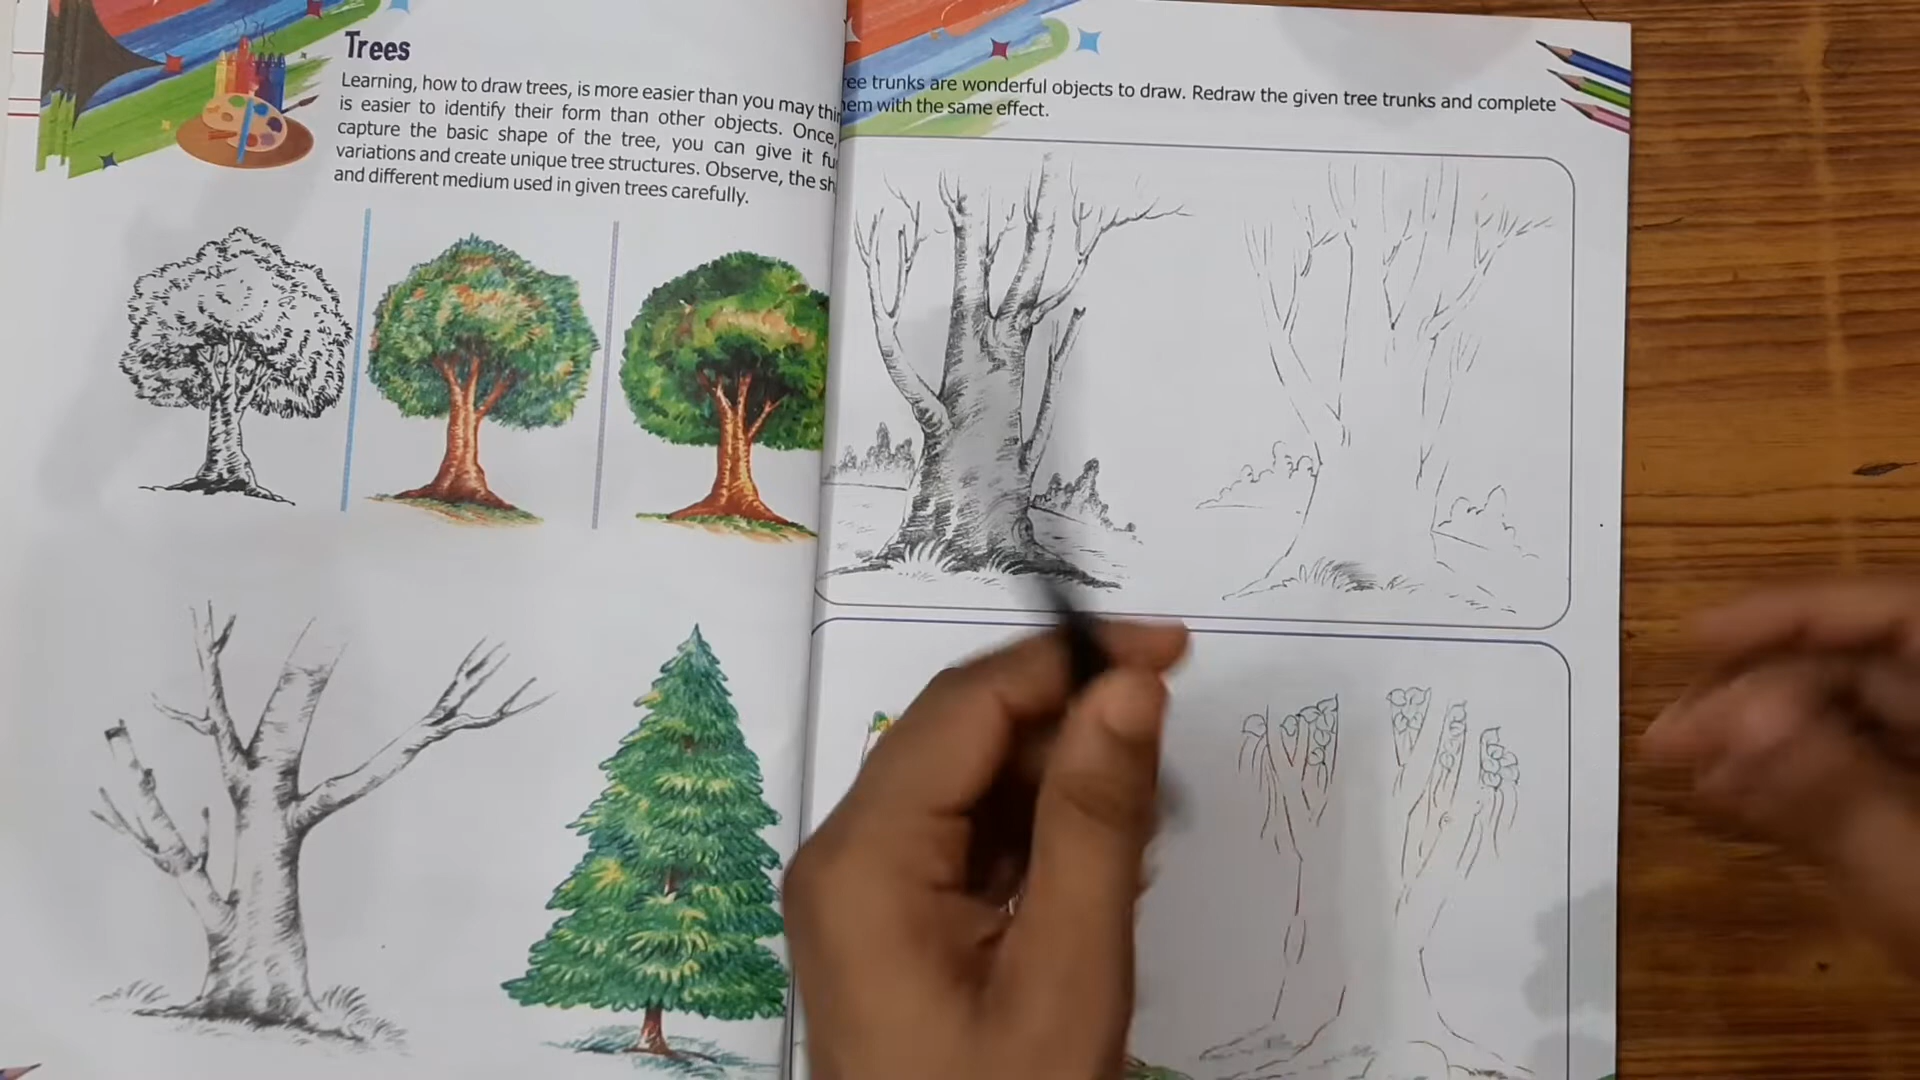 Trees
Learning, how to draw trees, is more easier than you may
is easier to identify their form than other objects. Once,
capture the basic shape of the tree, you can give it
variations and create unique tree structures. Observe, the
and different medium used in given trees carefully.
ree trunks are wonderful objects to draw. Redraw the given tree trunks and complete
hem with the same effect.